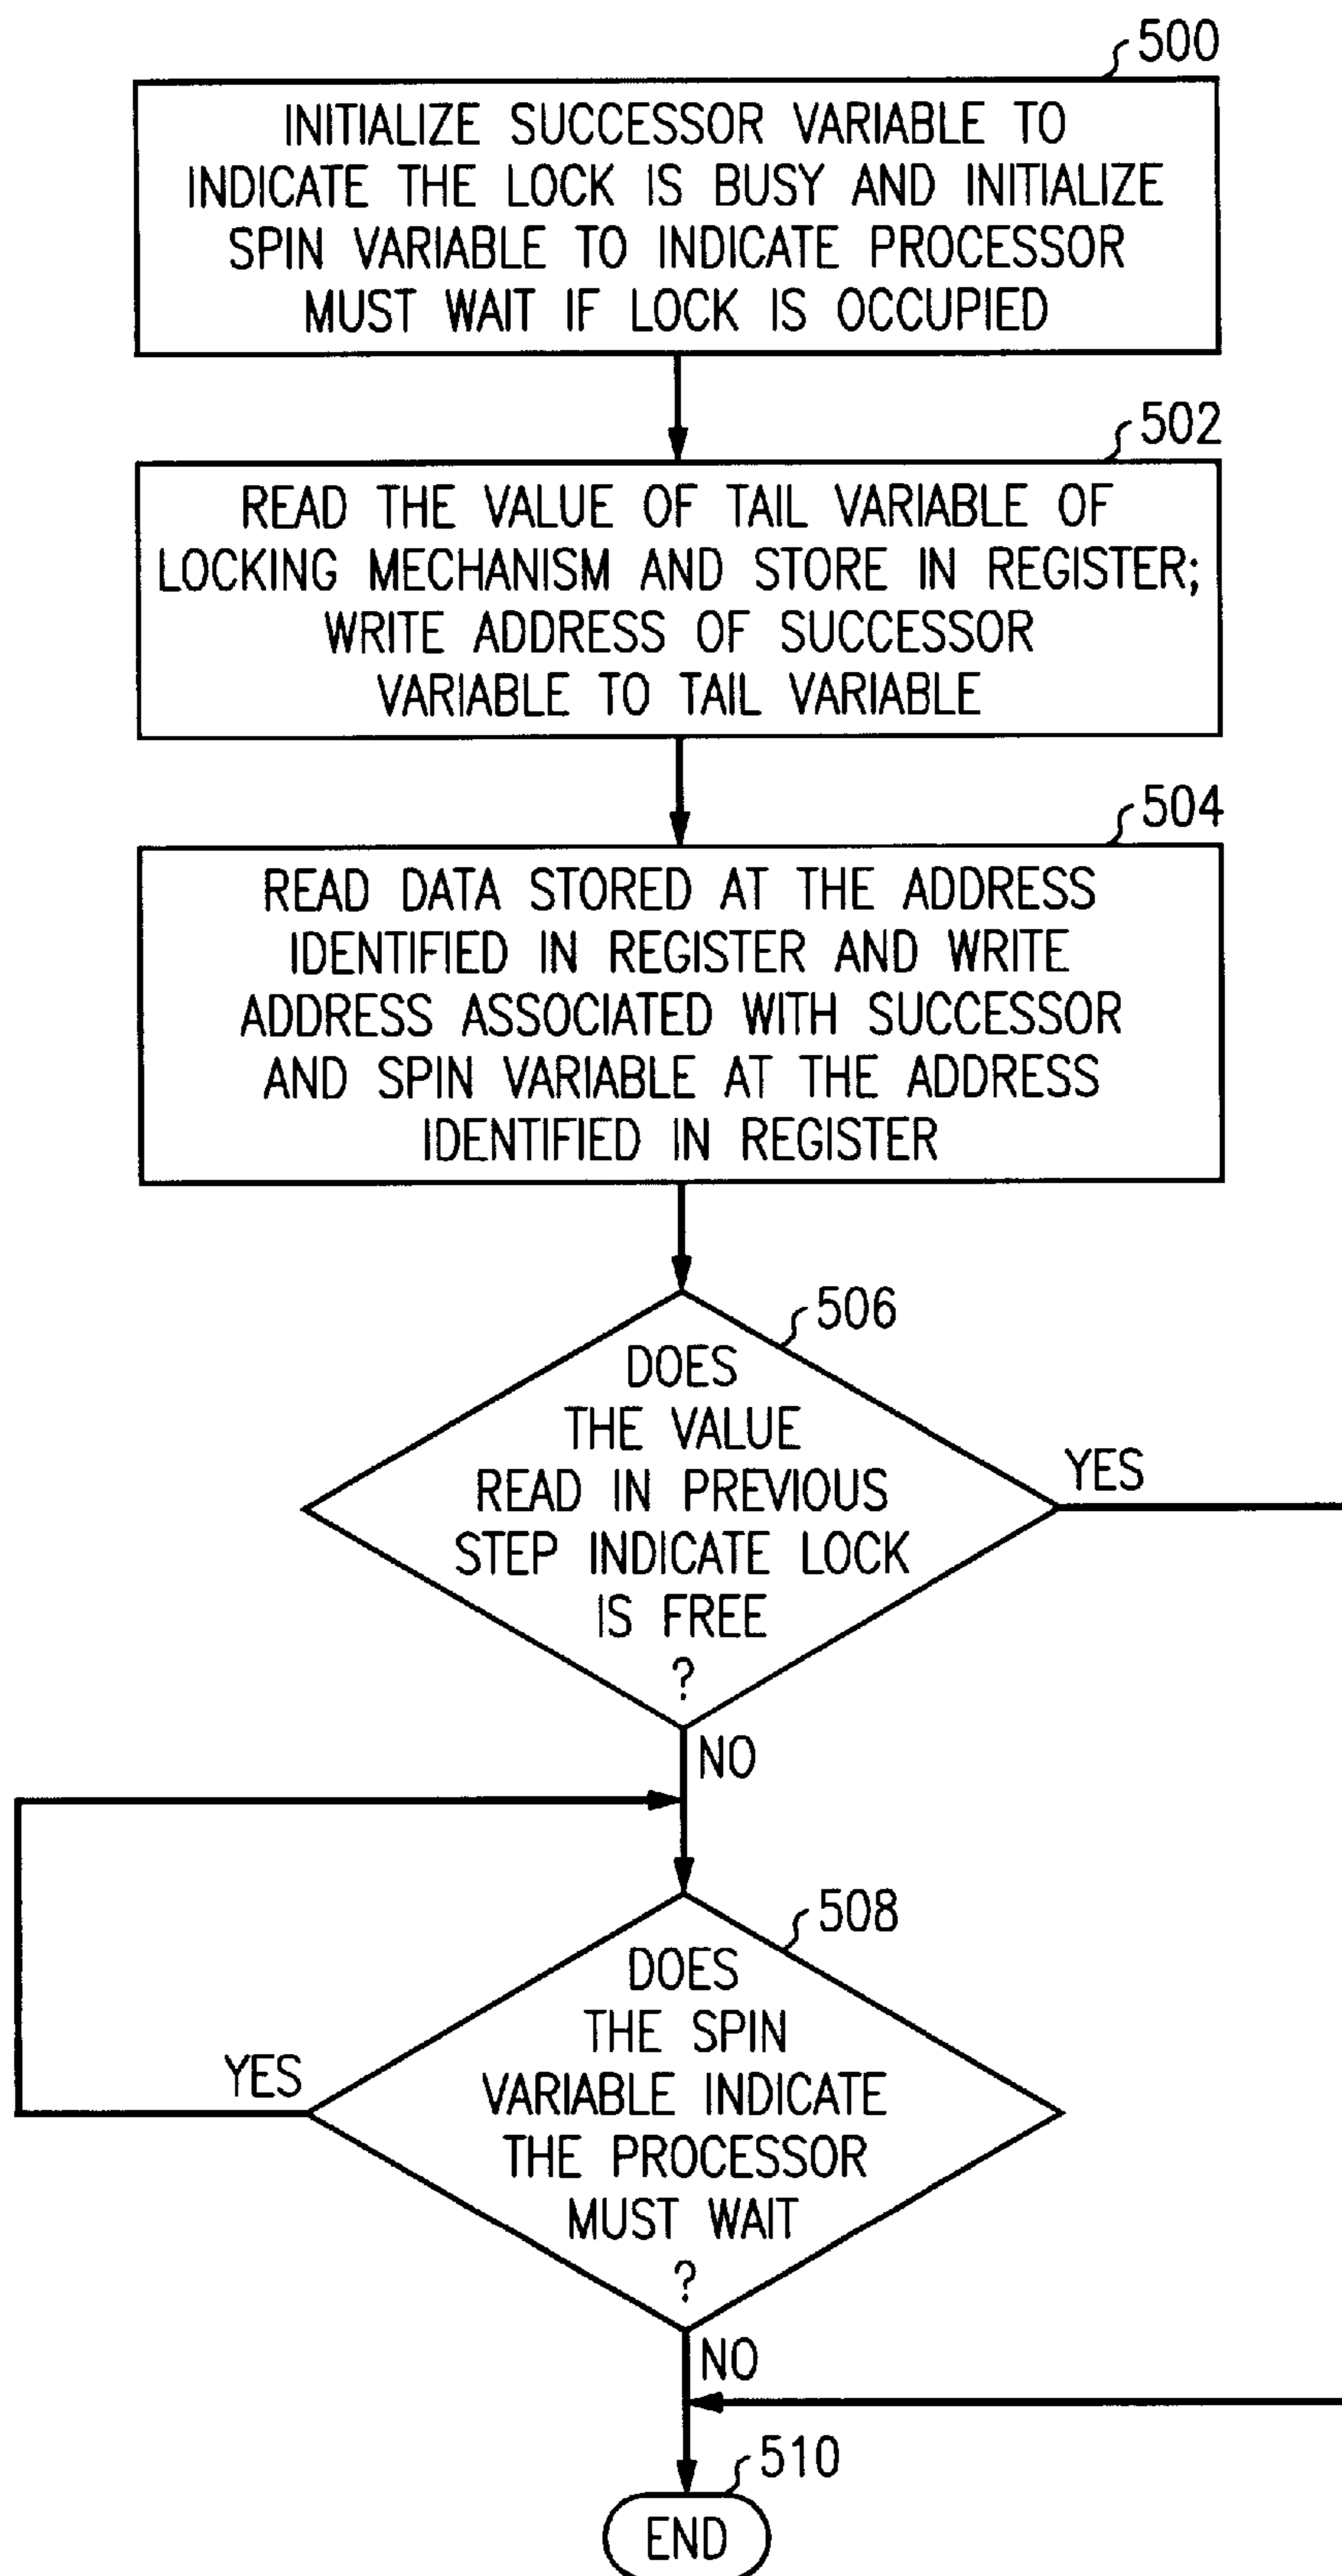 500
INITIALIZE SUCCESSOR VARIABLE TO
INDICATE THE LOCK IS BUSY AND INITIALIZE
SPIN VARIABLE TO INDICATE PROCESSOR
MUST WAIT IF LOCK IS OCCUPIED
502
READ THE VALUE OF TAIL VARIABLE OF
LOCKING MECHANISM AND STORE IN REGISTER;
WRITE ADDRESS OF SUCCESSOR
VARIABLE TO TAIL VARIABLE
504
READ DATA STORED AT THE ADDRESS
IDENTIFIED IN REGISTER AND WRITE
ADDRESS ASSOCIATED WITH SUCCESSOR
AND SPIN VARIABLE AT THE ADDRESS
IDENTIFIED IN REGISTER
506
DOES
THE VALUE
READ IN PREVIOUS
STEP INDICATE LOCK
IS FREE
?
YES
NO
508
DOES
THE SPIN
VARIABLE INDICATE
THE PROCESSOR
MUST WAIT
?
YES
NO
510
END